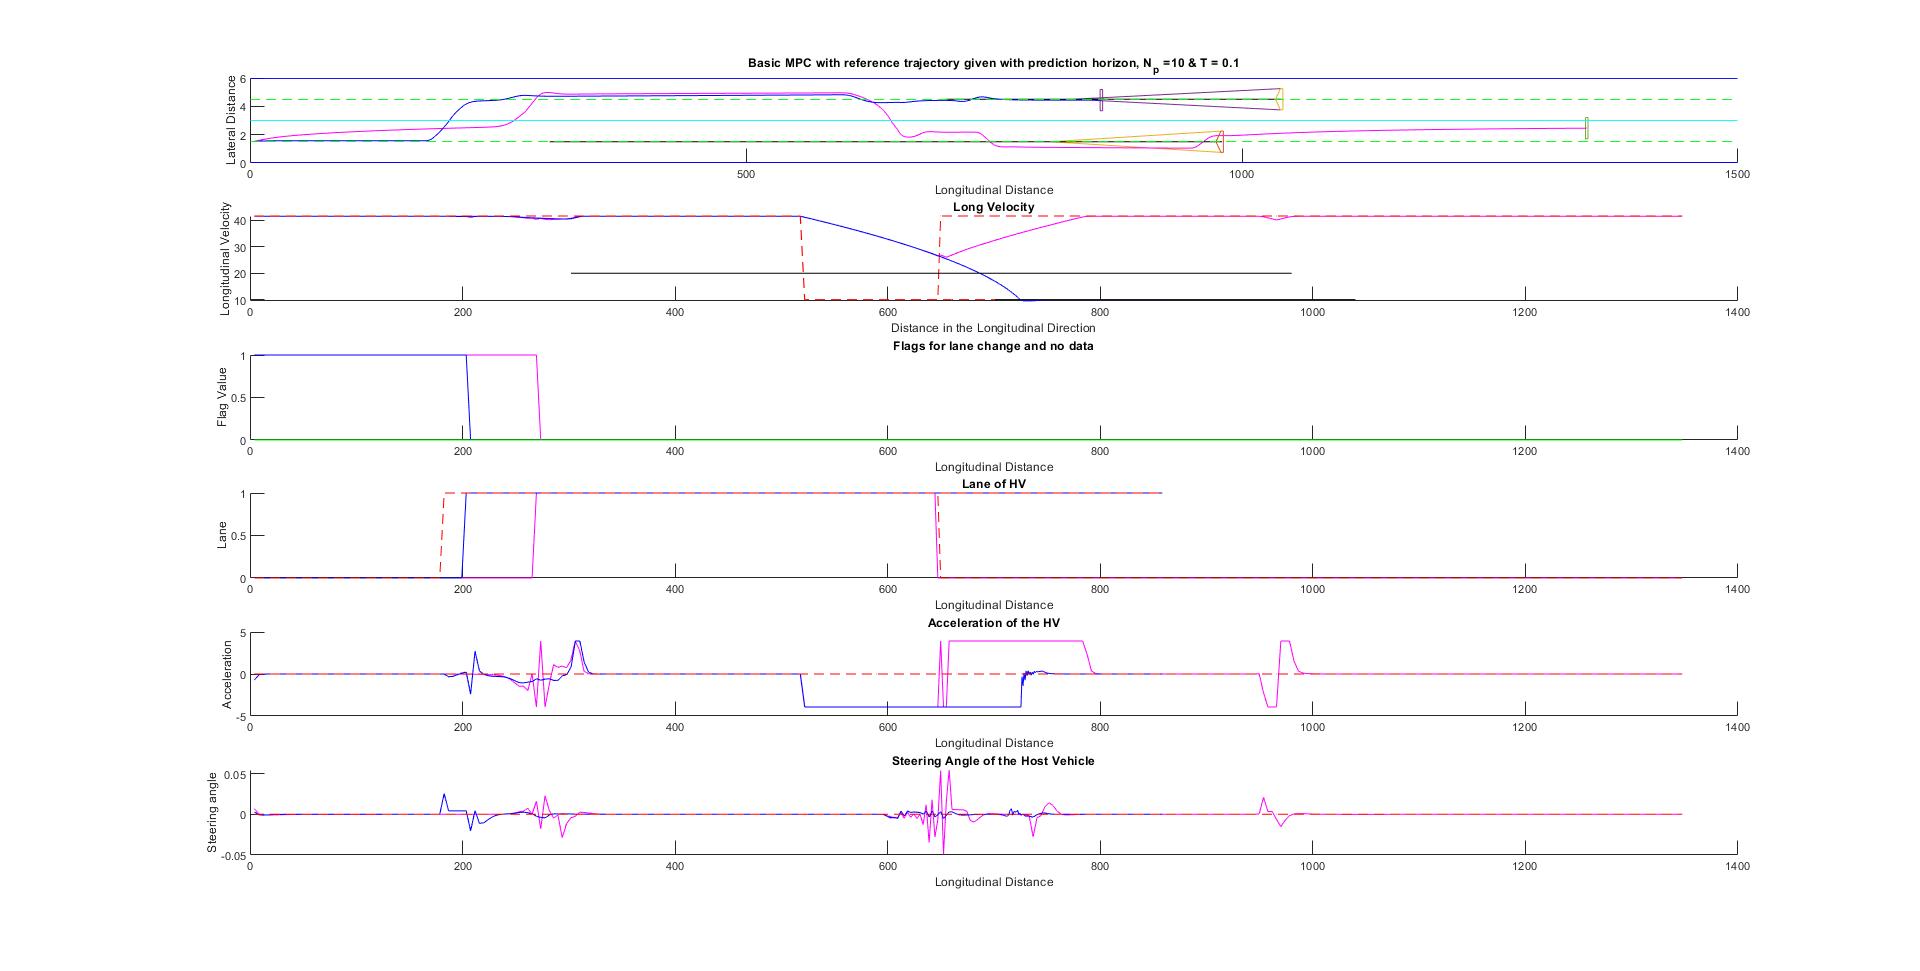 Basic MPC with reference trajectory given with prediction horizon, Np =10 & T = 0.1
Lateral Distance
6
4
2
0
0 500 1000 1500
Longitudinal Distance
Long Velocity
Longitudinal Velocity
40
30
20
10
0 200 400 600 800 1000 1200 1400
Distance in the Longitudinal Direction
Flags for lane change and no data
Flag Value
1
0.5
0
0 200 400 600 800 1000 1200 1400
Longitudinal Distance
Lane of HV
Lane
1
0.5
0
0 200 400 600 800 1000 1200 1400
Longitudinal Distance
Acceleration of the HV
Acceleration
5
0
-5
0 200 400 600 800 1000 1200 1400
Longitudinal Distance
Steering Angle of the Host Vehicle
Steering angle
0.05
0
-0.05
0 200 400 600 800 1000 1200 1400
Longitudinal Distance